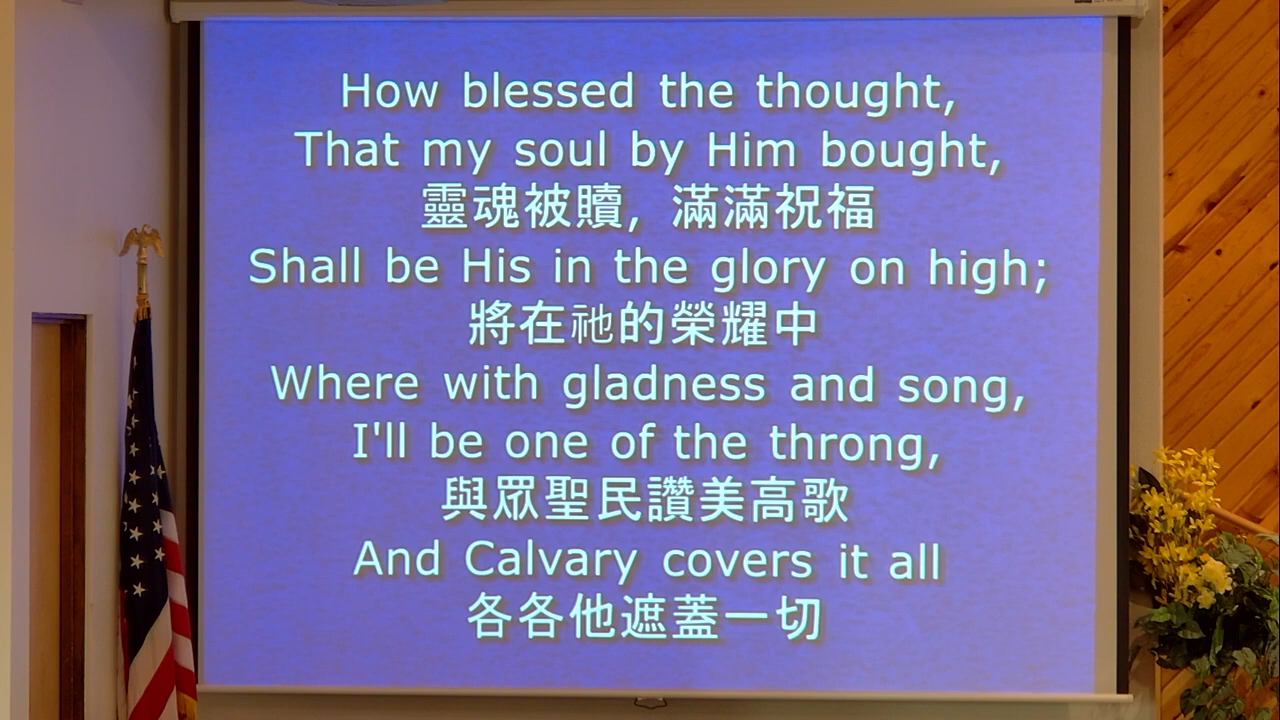 How blessed the thought,
That my soul by Him bought,
靈魂被贖, 滿滿祝福
Shall be His in the glory on high;
將在祂的榮耀中
Where with gladness and song,
I'll be one of the throng,
與眾聖民讚美高歌
And Calvary covers it all
各各他遮蓋一切